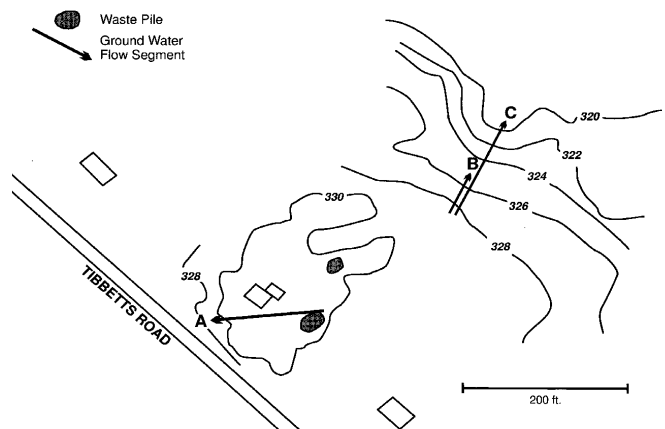 Waste Pile
Ground Water
Flow Segment
C
320
B
322
324
330
326
328
328
A
TIBBETTS ROAD
200 ft.